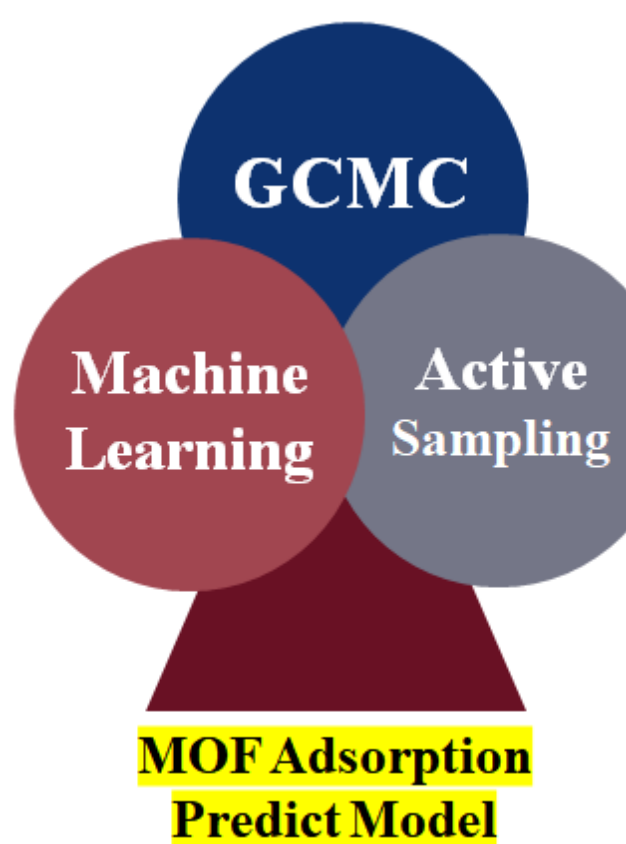 GCMC
Machine
Learning
Active
Sampling
MOF Adsorption
Predict Model